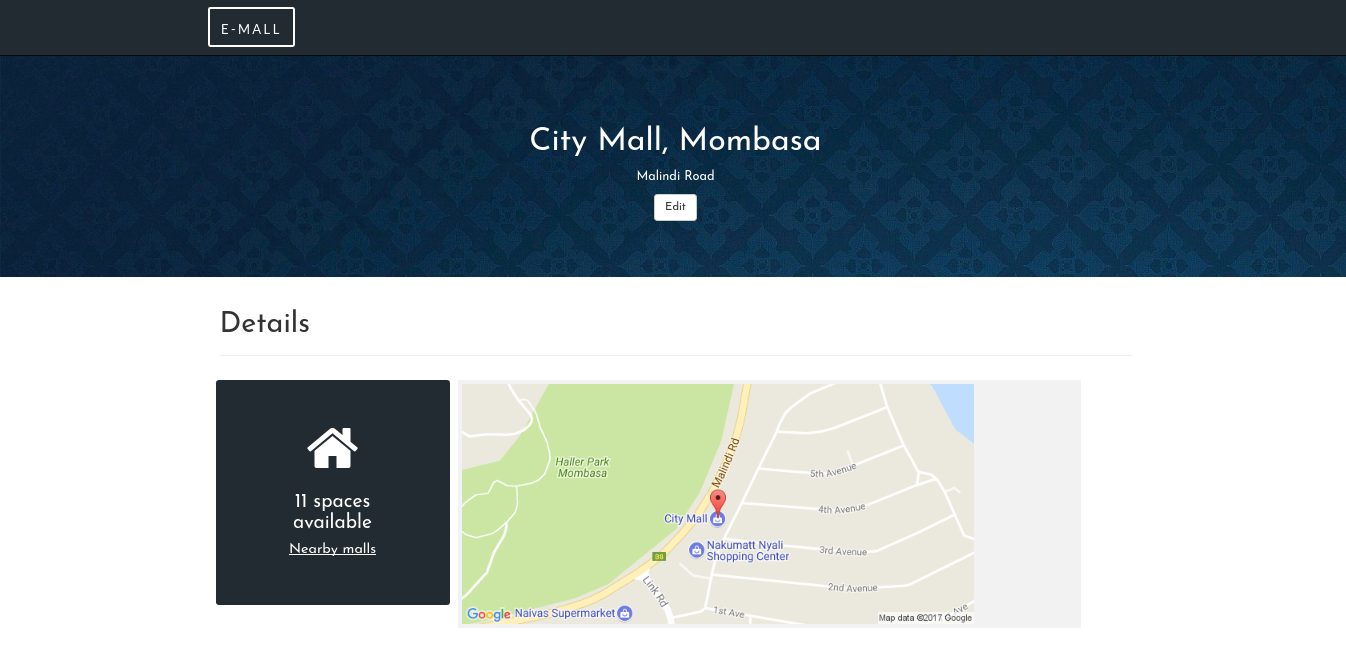 E-MALL
City Mall, Mombasa
Malindi Road
Edit
Details
11 spaces
available
Nearby malls
Haller Park
Mombasa
Malindi Rd
5th Avenue
4th Avenue
City Mall
Nakumatt Nyali
Shopping Center
3rd Avenue
B8
2nd Avenue
Link Rd
1st Ave
Ave
Google
Naivas Supermarket
Map data ©2017 Google